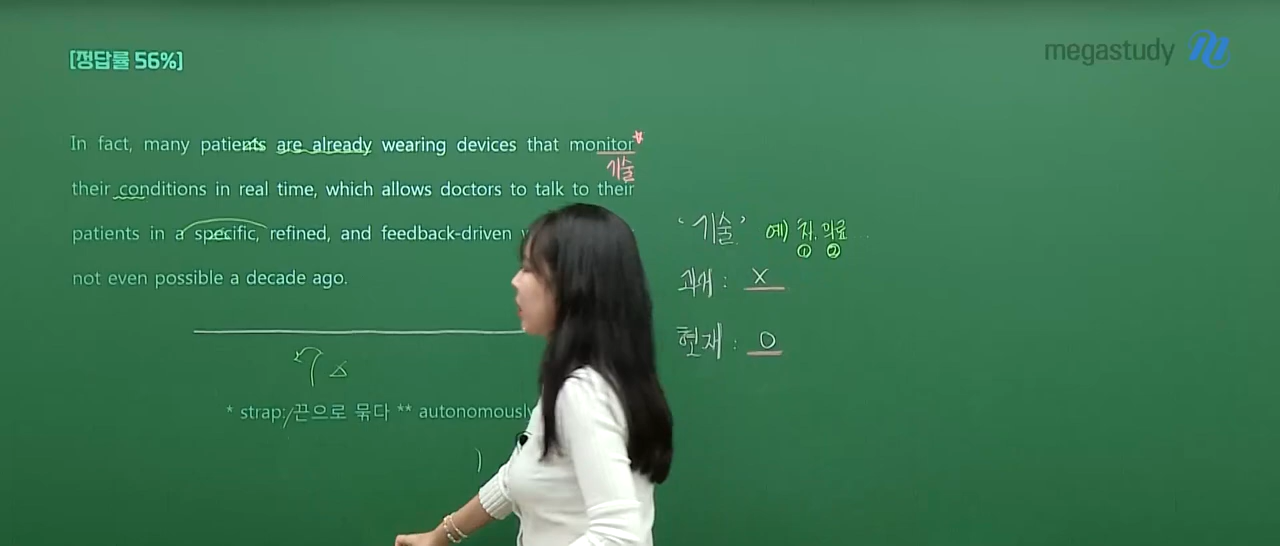 [정답률 56%]
megastudy
In fact, many patients are already wearing devices that monitor
기술
their conditions in real time, which allows doctors to talk to their
patients in a specific, refined, and feedback-driven
not even possible a decade ago.
'기술' 예) 차, 의료
① ②
과거 : X
현재 : O
* strap: 끈으로 묶다 ** autonomously